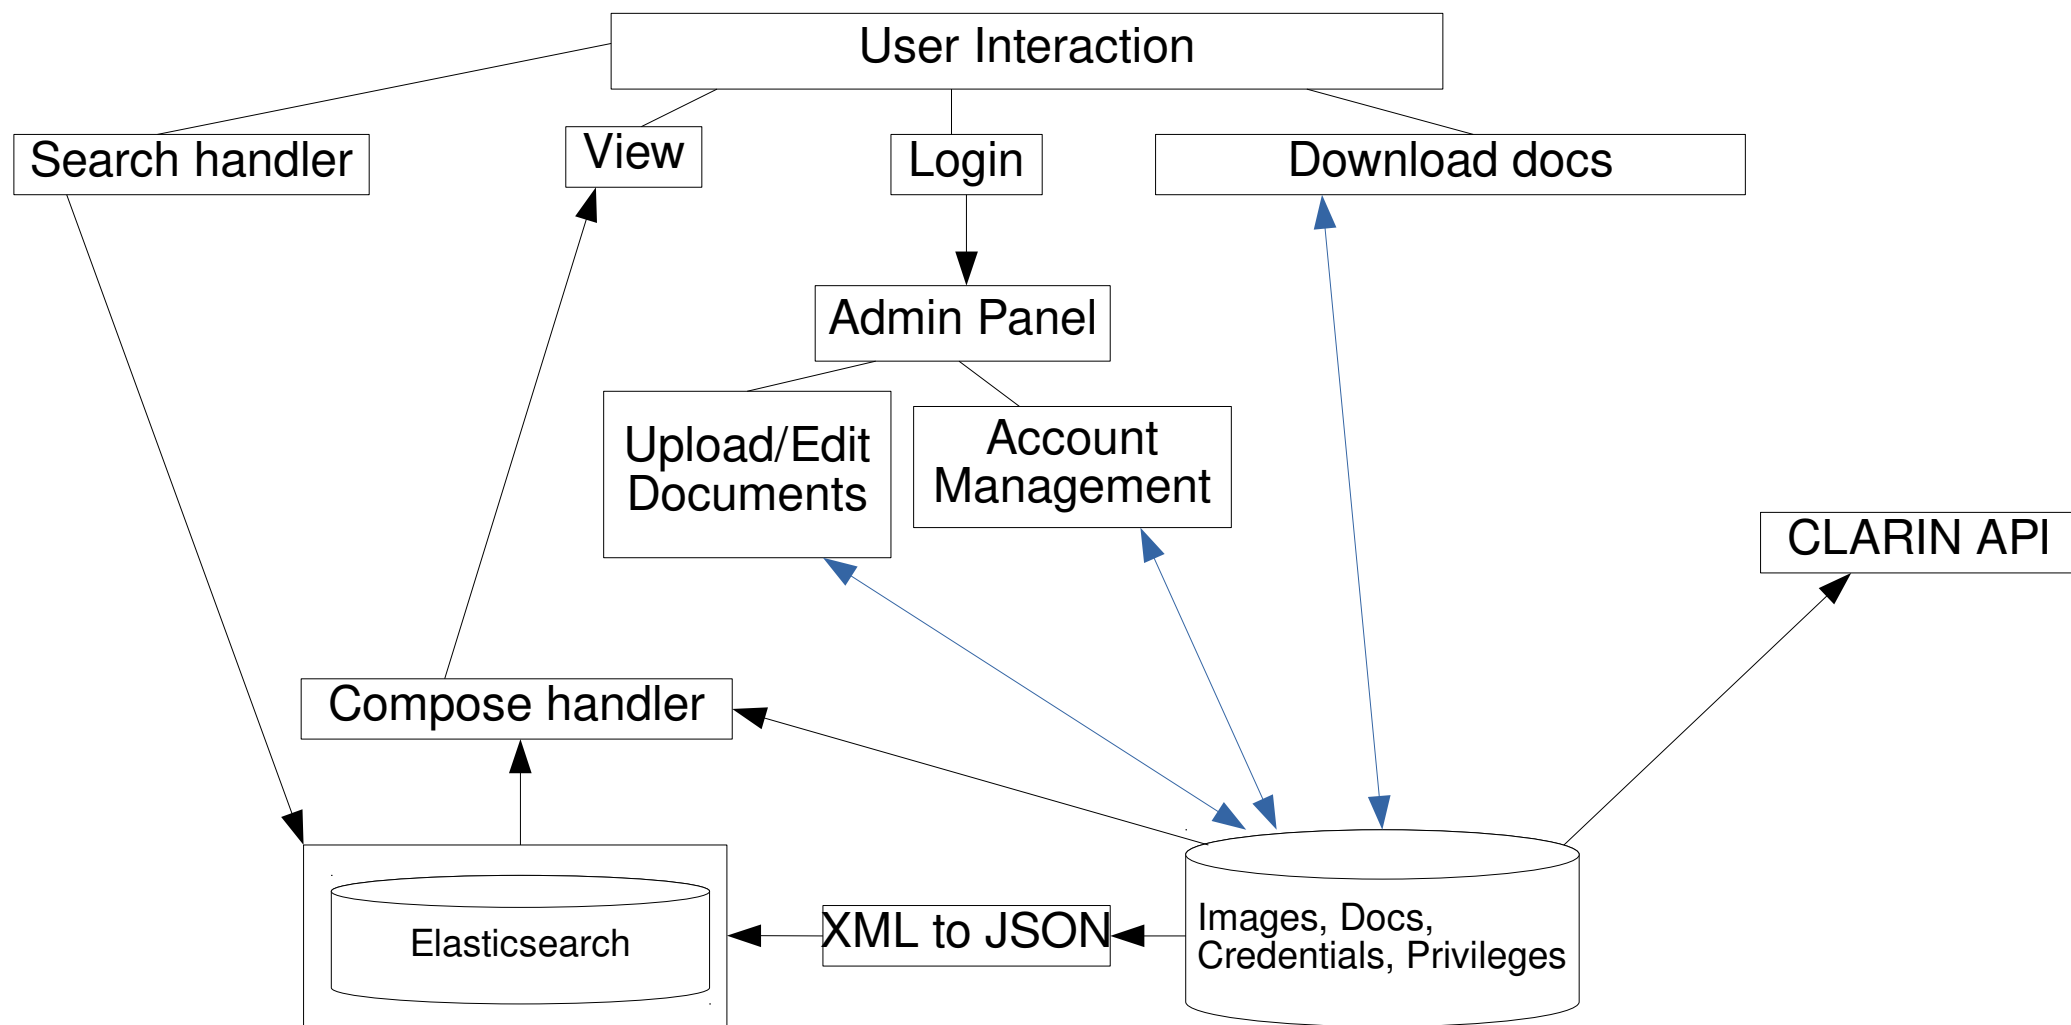 User Interaction
Search handler
View
Login
Download docs
Admin Panel
Upload/Edit
Documents
Account
Management
CLARIN API
Compose handler
Elasticsearch
XML to JSON
Images, Docs,
Credentials, Privileges